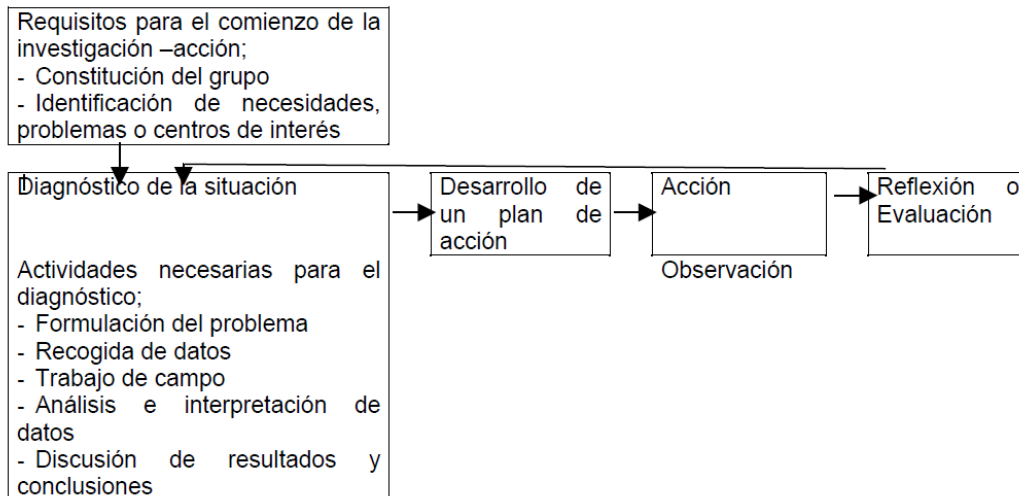 Requisitos para el comienzo de la
investigación –acción;
- Constitución del grupo
- Identificación de necesidades,
problemas o centros de interés
Diagnóstico de la situación
Actividades necesarias para el
diagnóstico;
- Formulación del problema
- Recogida de datos
- Trabajo de campo
- Análisis e interpretación de
datos
- Discusión de resultados y
conclusiones
Desarrollo de
un plan de
acción
Acción
Observación
Reflexión o
Evaluación